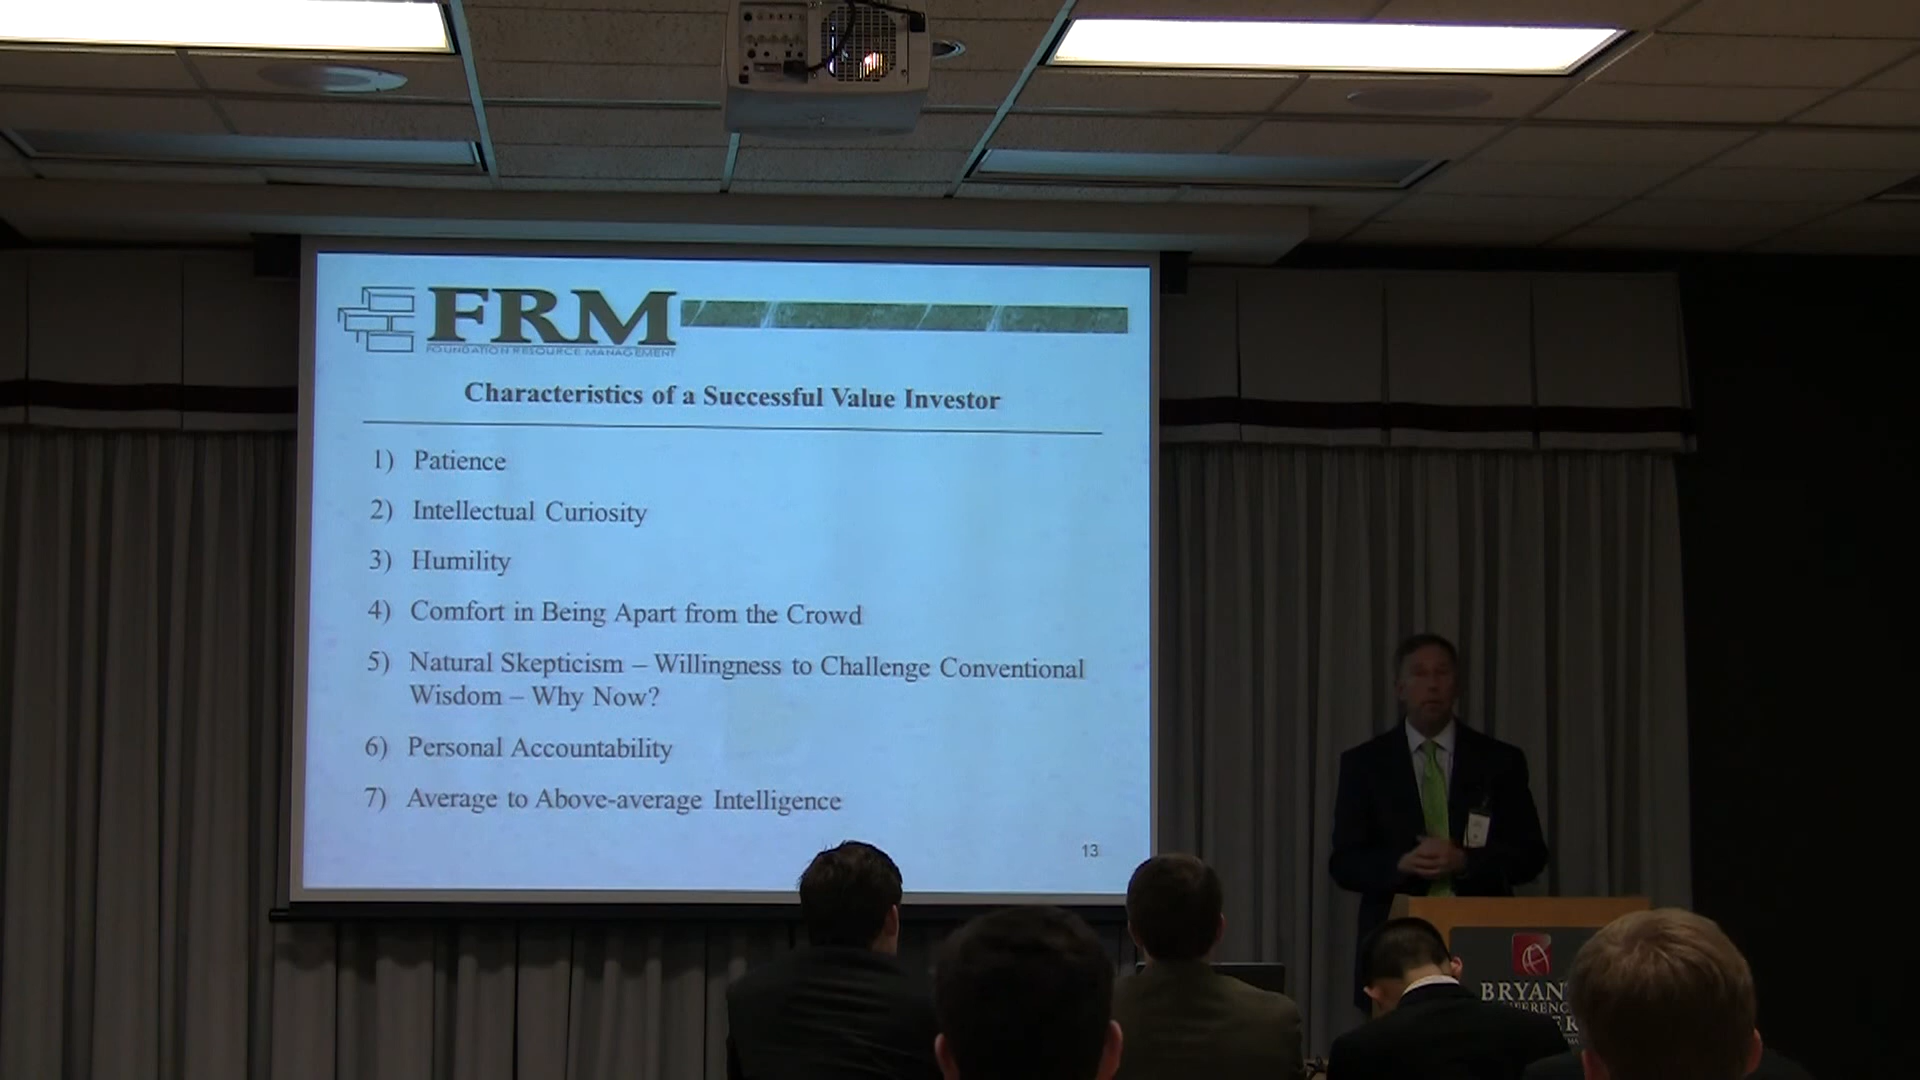 FRM
FOUNDATION RESOURCE MANAGEMENT
Characteristics of a Successful Value Investor
1) Patience
2) Intellectual Curiosity
3) Humility
4) Comfort in Being Apart from the Crowd
5) Natural Skepticism – Willingness to Challenge Conventional
Wisdom – Why Now?
6) Personal Accountability
7) Average to Above-average Intelligence
13
BRYAN